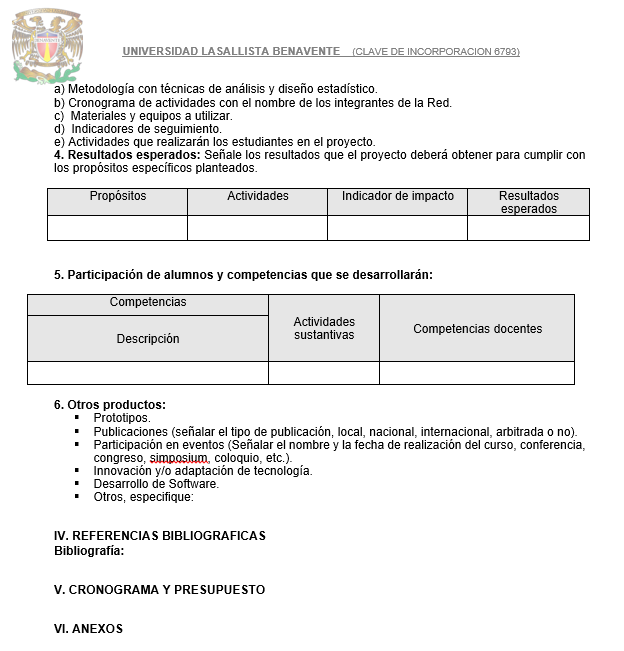 UNIVERSIDAD LASALLISTA BENAVENTE (CLAVE DE INCORPORACION 6793)
a) Metodología con técnicas de análisis y diseño estadístico.
b) Cronograma de actividades con el nombre de los integrantes de la Red.
c) Materiales y equipos a utilizar.
d) Indicadores de seguimiento.
e) Actividades que realizarán los estudiantes en el proyecto.
4. Resultados esperados: Señale los resultados que el proyecto deberá obtener para cumplir con
los propósitos específicos planteados.
Propósitos Actividades Indicador de impacto Resultados
esperados
5. Participación de alumnos y competencias que se desarrollarán:
Competencias
Descripción
Actividades
sustantivas
Competencias docentes
6. Otros productos:
▪ Prototipos.
▪ Publicaciones (señalar el tipo de publicación, local, nacional, internacional, arbitrada o no).
▪ Participación en eventos (Señalar el nombre y la fecha de realización del curso, conferencia,
congreso, simposium, coloquio, etc.).
▪ Innovación y/o adaptación de tecnología.
▪ Desarrollo de Software.
▪ Otros, especifique:
IV. REFERENCIAS BIBLIOGRAFICAS
Bibliografía:
V. CRONOGRAMA Y PRESUPUESTO
VI. ANEXOS